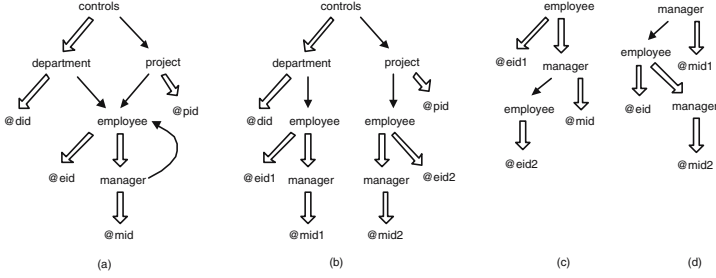 controls
department
project
@did
@pid
employee
@eid
manager
@mid
(a)
controls
department
project
@did
@pid
employee
employee
@eid1
manager
manager
@eid2
@mid1
@mid2
(b)
employee
@eid1
manager
employee
@mid
@eid2
(c)
manager
employee
@mid1
@eid
manager
@mid2
(d)